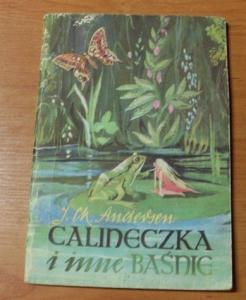 J. Ch. Andersen
CALINECZKA
i inne BAŚNIE